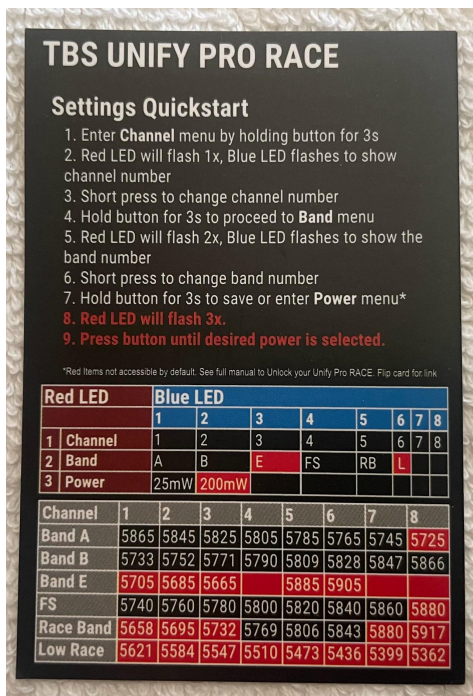 TBS UNIFY PRO RACE
Settings Quickstart
1. Enter Channel menu by holding button for 3s
2. Red LED will flash 1x, Blue LED flashes to show
channel number
3. Short press to change channel number
4. Hold button for 3s to proceed to Band menu
5. Red LED will flash 2x, Blue LED flashes to show the
band number
6. Short press to change band number
7. Hold button for 3s to save or enter Power menu*
8. Red LED will flash 3x.
9. Press button until desired power is selected.
*Red Items not accessible by default. See full manual to Unlock your Unify Pro RACE. Flip card for link
Red LED Blue LED
1 2 3 4 5 6 7 8
1 Channel 1 2 3 4 5 6 7 8
2 Band A B E FS RB L
3 Power 25mW 200mW
Channel 1 2 3 4 5 6 7 8
Band A 5865 5845 5825 5805 5785 5765 5745 5725
Band B 5733 5752 5771 5790 5809 5828 5847 5866
Band E 5705 5685 5665 5885 5905
FS 5740 5760 5780 5800 5820 5840 5860 5880
Race Band 5658 5695 5732 5769 5806 5843 5880 5917
Low Race 5621 5584 5547 5510 5473 5436 5399 5362